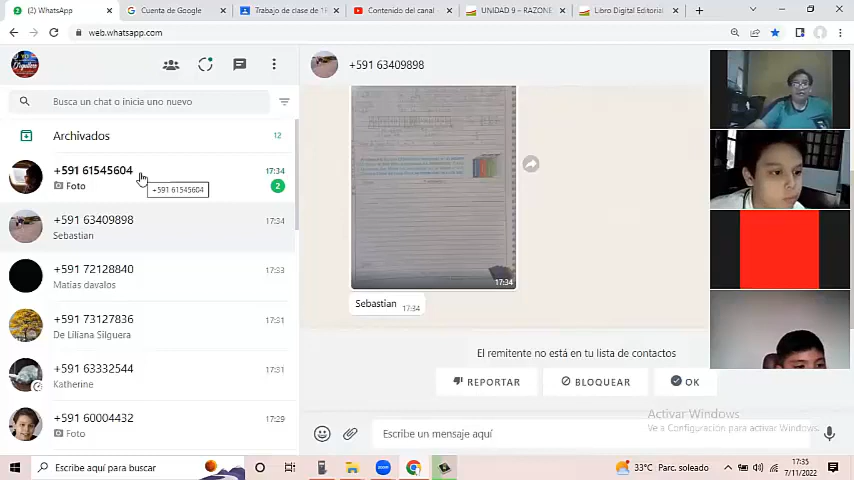 (2) WhatsApp
Cuenta de Google
Trabajo de clase de 1°
Contenido del canal
UNIDAD 9 – RAZONE
Libro Digital Editorial
web.whatsapp.com
Busca un chat o inicia uno nuevo
Archivados
12
+591 61545604
17:34
Foto
2
+591 61545604
+591 63409898
17:34
Sebastian
+591 72128840
17:33
Matías davalos
+591 73127836
17:31
De Liliana Silguera
+591 63332544
17:31
Katherine
+591 60004432
17:29
Foto
+591 63409898
17:34
Sebastian
17:34
El remitente no está en tu lista de contactos
REPORTAR
BLOQUEAR
OK
Activar Windows
Ve a Configuración para activar Windows.
Escribe un mensaje aquí
Escribe aquí para buscar
33°C Parc. soleado
17:35
7/11/2022